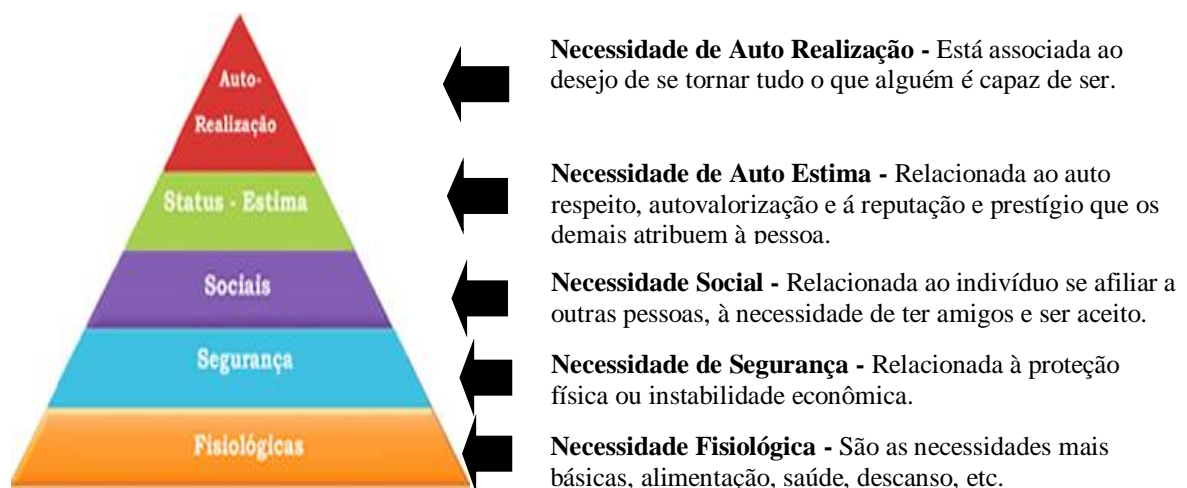 Auto-
Realização
Necessidade de Auto Realização - Está associada ao
desejo de se tornar tudo o que alguém é capaz de ser.
Status - Estima
Necessidade de Auto Estima - Relacionada ao auto
respeito, autovalorização e á reputação e prestígio que os
demais atribuem à pessoa.
Sociais
Necessidade Social - Relacionada ao indivíduo se afiliar a
outras pessoas, à necessidade de ter amigos e ser aceito.
Segurança
Necessidade de Segurança - Relacionada à proteção
física ou instabilidade econômica.
Fisiológicas
Necessidade Fisiológica - São as necessidades mais
básicas, alimentação, saúde, descanso, etc.